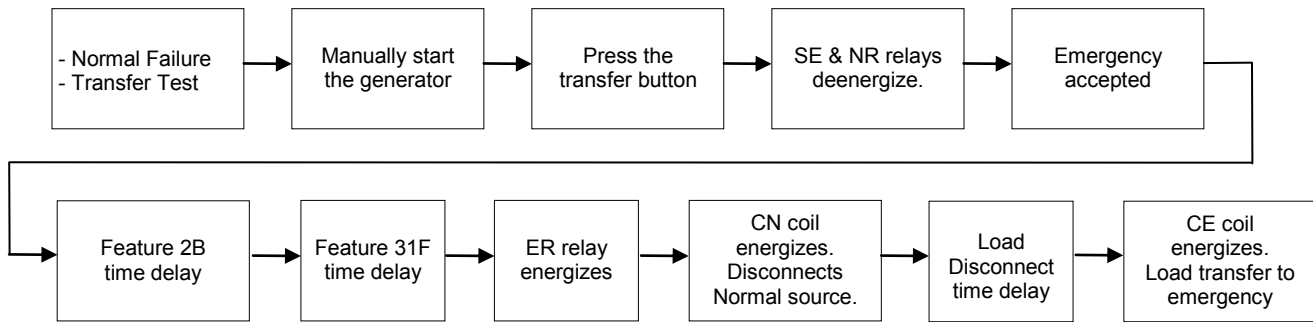 - Normal Failure
- Transfer Test
Manually start
the generator
Press the
transfer button
SE & NR relays
deenergize.
Emergency
accepted
Feature 2B
time delay
Feature 31F
time delay
ER relay
energizes
CN coil
energizes.
Disconnects
Normal source.
Load
Disconnect
time delay
CE coil
energizes.
Load transfer to
emergency